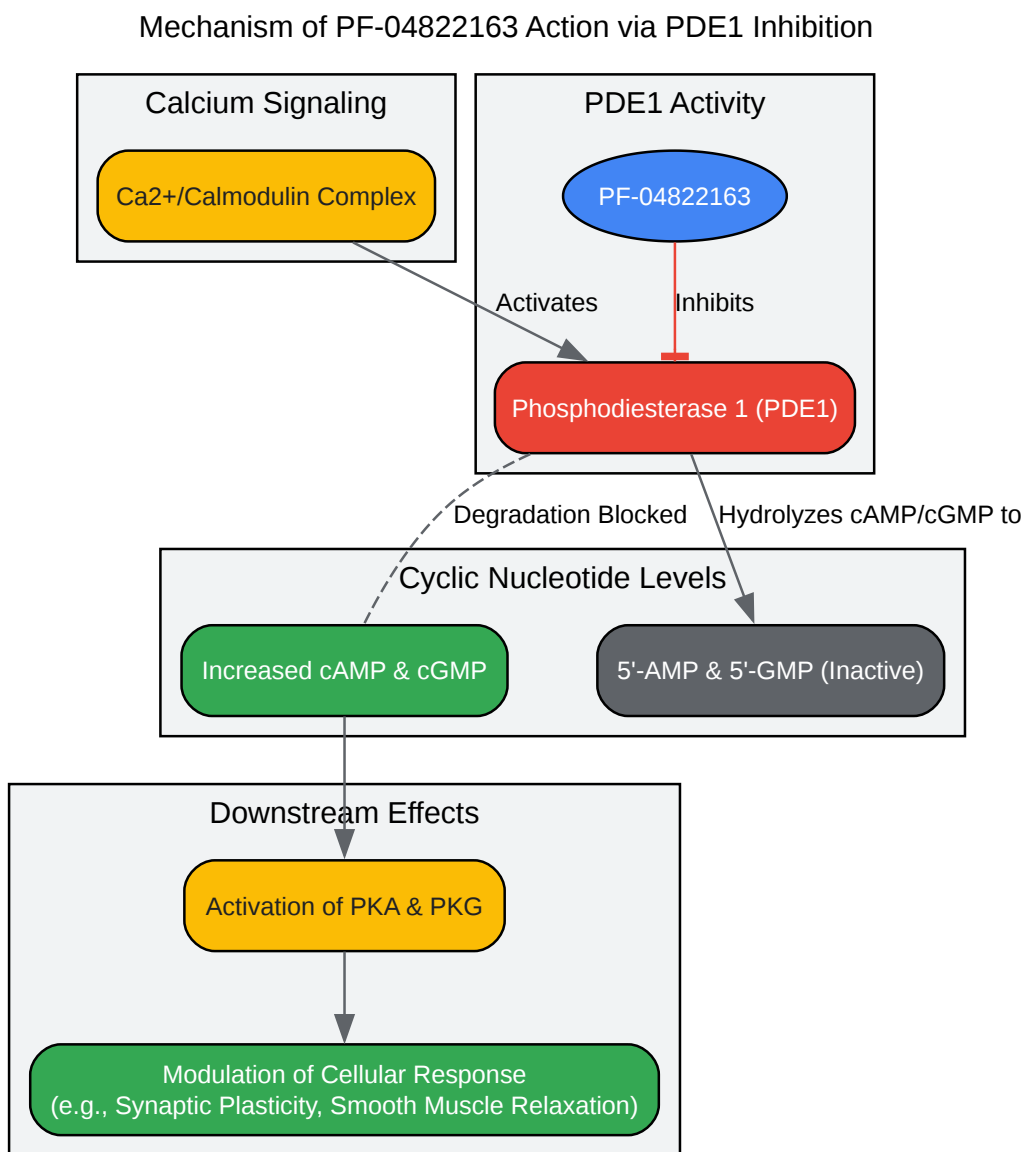 Mechanism of PF-04822163 Action via PDE1 Inhibition
Calcium Signaling
PDE1 Activity
Ca2+/Calmodulin Complex
PF-04822163
Activates
Inhibits
Phosphodiesterase 1 (PDE1)
Degradation Blocked
Hydrolyzes cAMP/cGMP to
Cyclic Nucleotide Levels
Increased cAMP & cGMP
5'-AMP & 5'-GMP (Inactive)
Downstream Effects
Activation of PKA & PKG
Modulation of Cellular Response
(e.g., Synaptic Plasticity, Smooth Muscle Relaxation)